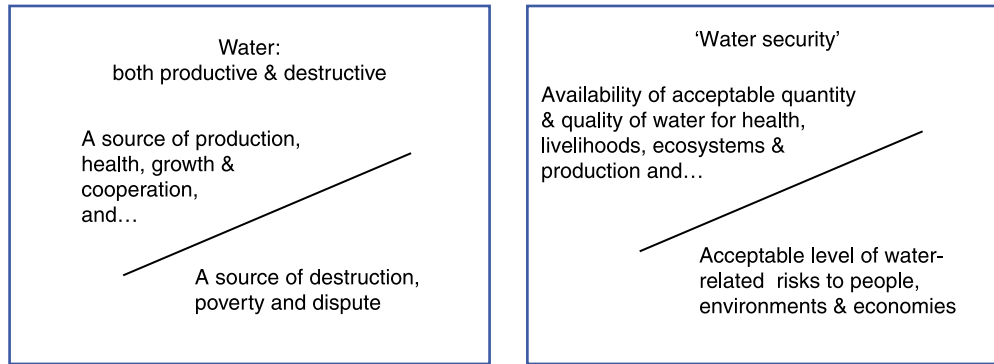 Water:
both productive & destructive
A source of production,
health, growth &
cooperation,
and…
A source of destruction,
poverty and dispute
‘Water security’
Availability of acceptable quantity
& quality of water for health,
livelihoods, ecosystems &
production and…
Acceptable level of water-
related risks to people,
environments & economies